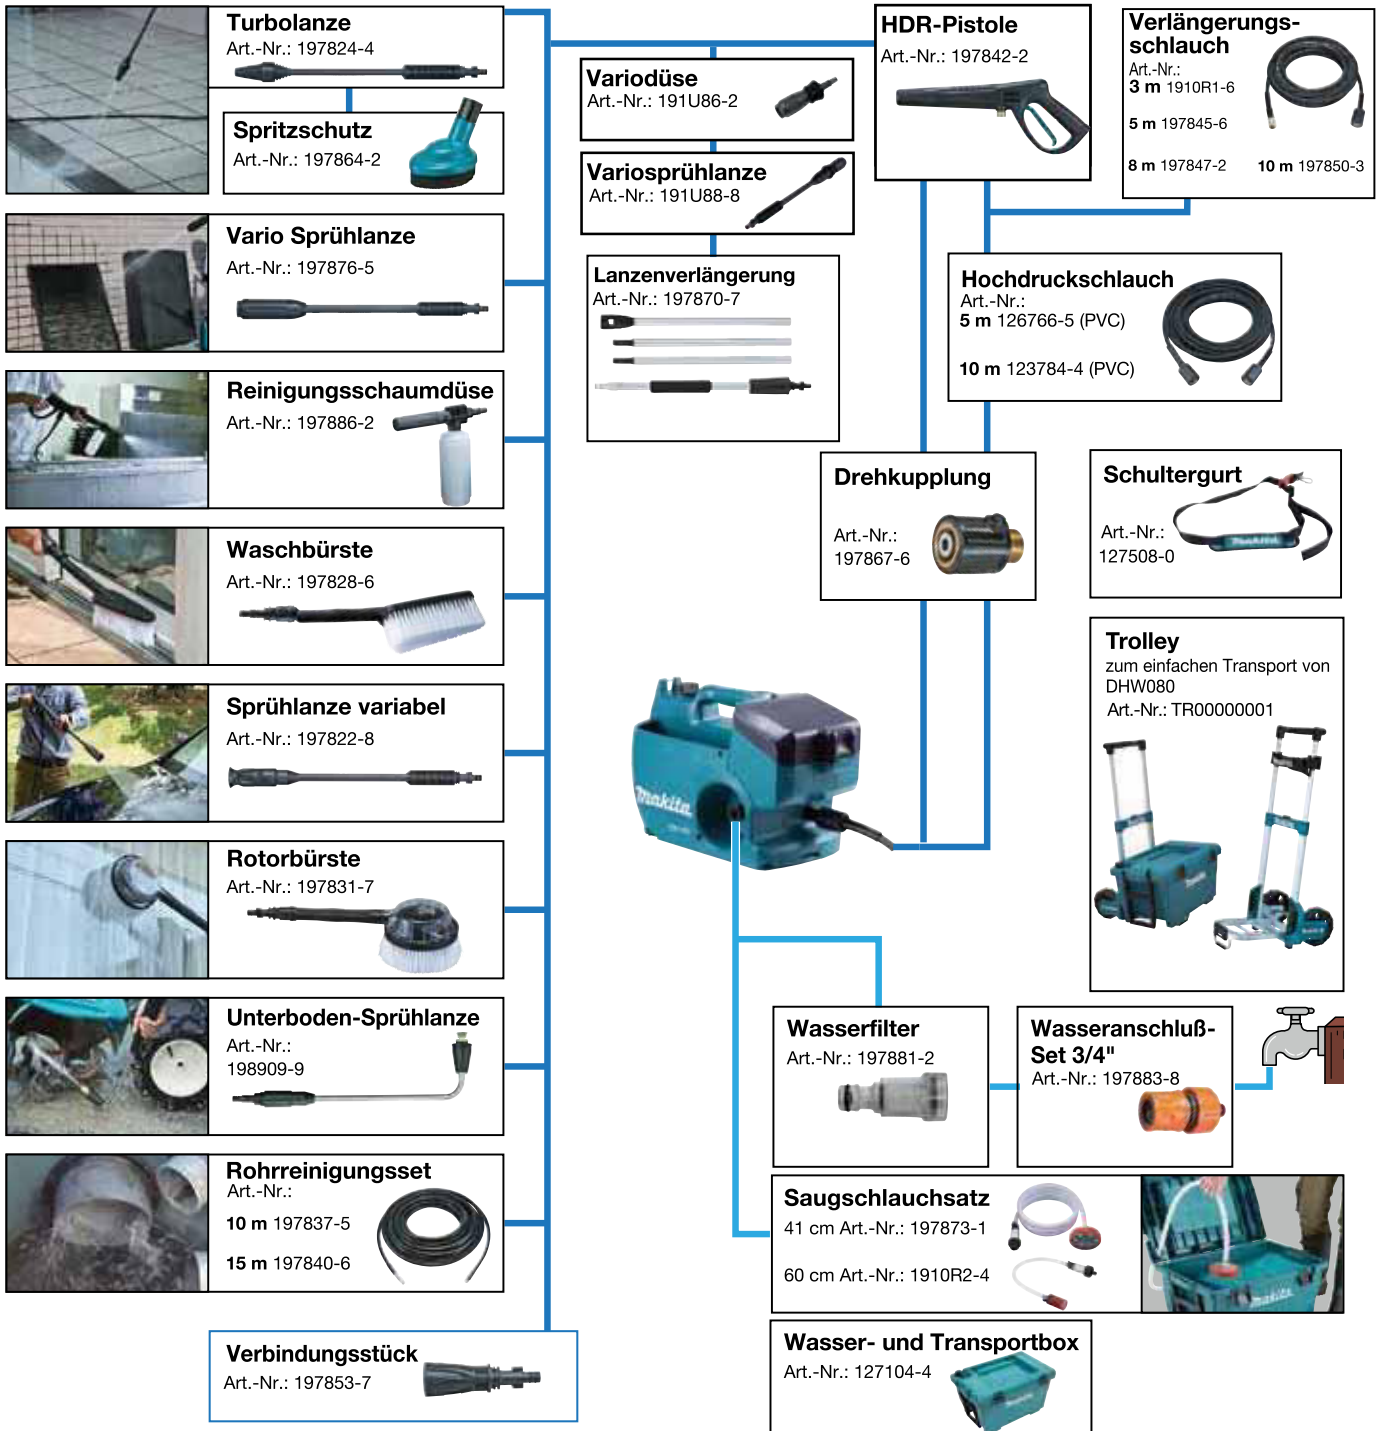 Turbolanze
Art.-Nr.: 197824-4
Spritzschutz
Art.-Nr.: 197864-2
Vario Sprühlanze
Art.-Nr.: 197876-5
Reinigungsschaumdüse
Art.-Nr.: 197886-2
Waschbürste
Art.-Nr.: 197828-6
Sprühlanze variabel
Art.-Nr.: 197822-8
Rotorbürste
Art.-Nr.: 197831-7
Unterboden-Sprühlanze
Art.-Nr.:
198909-9
Rohrreinigungsset
Art.-Nr.:
10 m 197837-5
15 m 197840-6
Verbindungsstück
Art.-Nr.: 197853-7
Variodüse
Art.-Nr.: 191U86-2
Variosprühlanze
Art.-Nr.: 191U88-8
Lanzenverlängerung
Art.-Nr.: 197870-7
HDR-Pistole
Art.-Nr.: 197842-2
Verlängerungs-
schlauch
Art.-Nr.:
3 m 1910R1-6
5 m 197845-6
8 m 197847-2 10 m 197850-3
Hochdruckschlauch
Art.-Nr.:
5 m 126766-5 (PVC)
10 m 123784-4 (PVC)
Drehkupplung
Art.-Nr.:
197867-6
Schultergurt
Art.-Nr.:
127508-0
makita
Trolley
zum einfachen Transport von
DHW080
Art.-Nr.: TR00000001
makita
Wasserfilter
Art.-Nr.: 197881-2
Wasseranschluß-
Set 3/4"
Art.-Nr.: 197883-8
Saugschlauchsatz
41 cm Art.-Nr.: 197873-1
60 cm Art.-Nr.: 1910R2-4
makita
Wasser- und Transportbox
Art.-Nr.: 127104-4